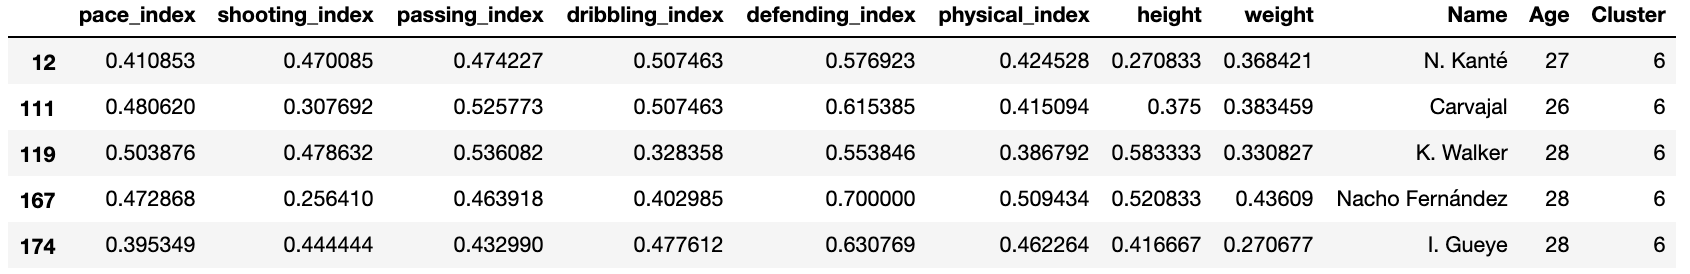 pace_index shooting_index passing_index dribbling_index defending_index physical_index height weight Name Age Cluster
12 0.410853 0.470085 0.474227 0.507463 0.576923 0.424528 0.270833 0.368421 N. Kanté 27 6
111 0.480620 0.307692 0.525773 0.507463 0.615385 0.415094 0.375 0.383459 Carvajal 26 6
119 0.503876 0.478632 0.536082 0.328358 0.553846 0.386792 0.583333 0.330827 K. Walker 28 6
167 0.472868 0.256410 0.463918 0.402985 0.700000 0.509434 0.520833 0.43609 Nacho Fernández 28 6
174 0.395349 0.444444 0.432990 0.477612 0.630769 0.462264 0.416667 0.270677 I. Gueye 28 6